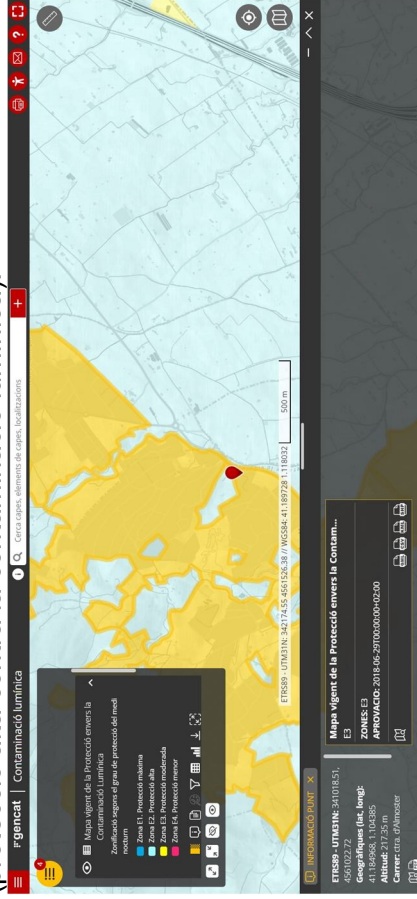 gencat | Contaminació lumínica
Cerca capes, elements de capes, localitzacions
4
Mapa vigent de la Protecció envers la
Contaminació Lumínica
Zonificació segons el grau de protecció del medi
nocturn
Zona E1. Protecció màxima
Zona E2. Protecció alta
Zona E3. Protecció moderada
Zona E4. Protecció menor
ETRS89 - UTM31N: 342174.55 4561526.38 // WGS84: 41.189728 1.118032
500 m
INFORMACIÓ PUNT ×
ETRS89 - UTM31N: 341018.51,
4561022.72
Geogràfiques (lat, long):
41.184968, 1.104385
Altitud: 217.35 m
Carrer: ctra. d'Almoster
Mapa vigent de la Protecció envers la Contam...
E3
ZONES: E3
APROVACIO: 2018-06-29T00:00:00+02:00